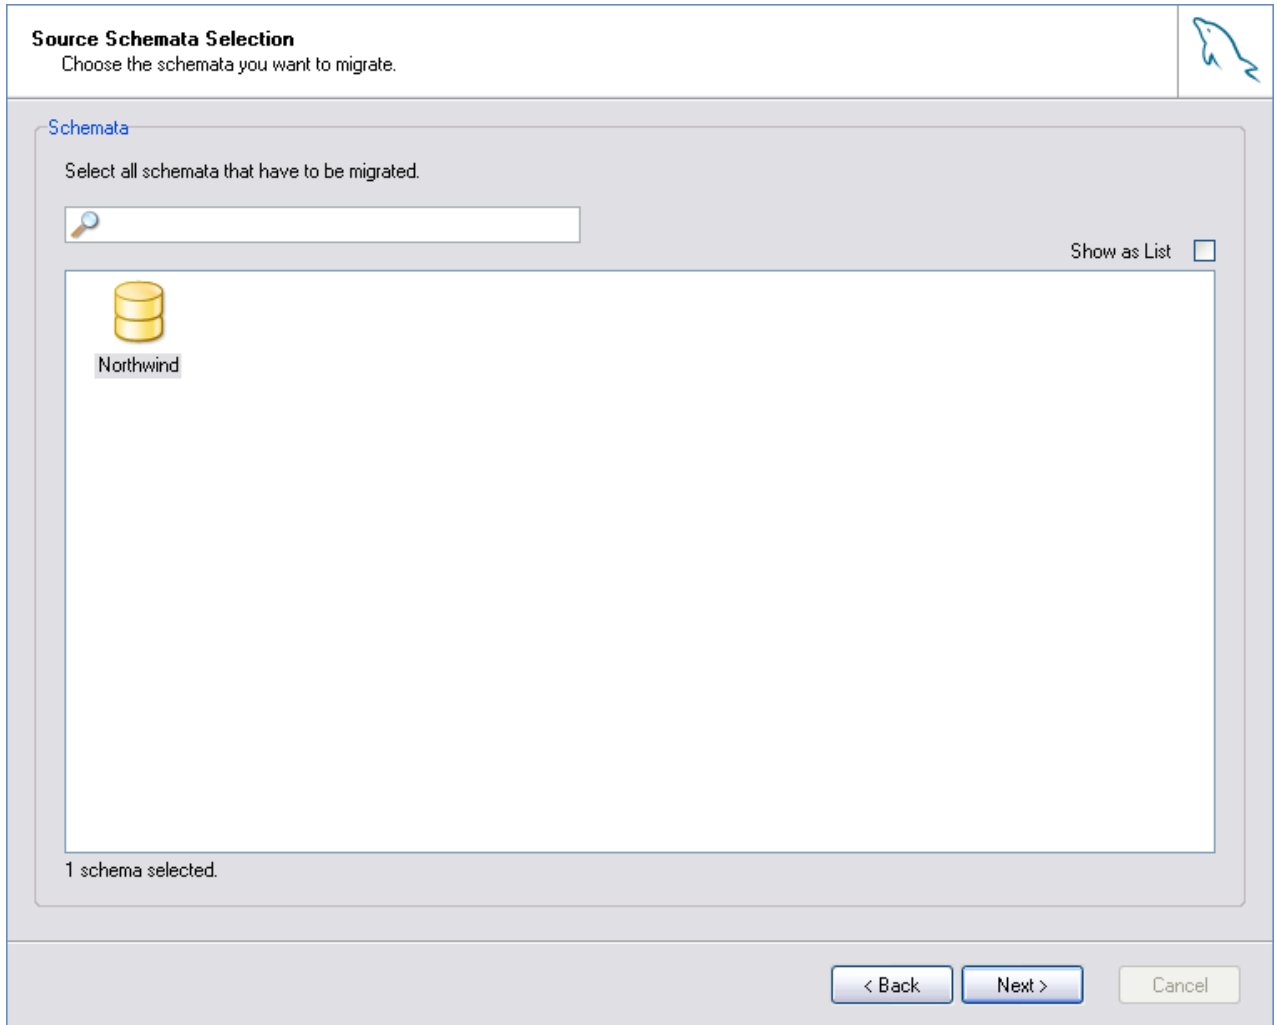 Source Schemata Selection
Choose the schemata you want to migrate.
Schemata
Select all schemata that have to be migrated.
Show as List
Northwind
1 schema selected.
< Back
Next >
Cancel